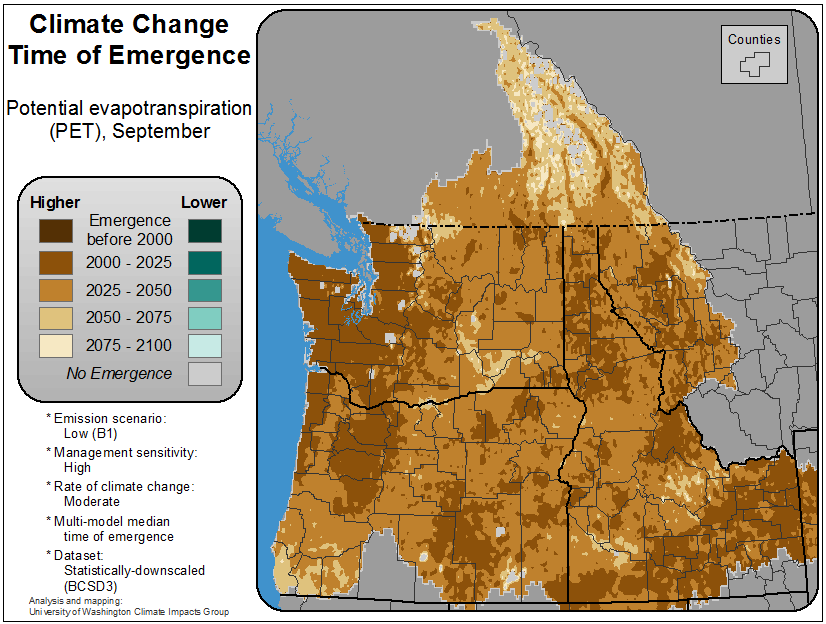 Climate Change
Time of Emergence
Potential evapotranspiration
(PET), September
Higher
Lower
Emergence
before 2000
2000 - 2025
2025 - 2050
2050 - 2075
2075 - 2100
No Emergence
* Emission scenario:
Low (B1)
* Management sensitivity:
High
* Rate of climate change:
Moderate
* Multi-model median
time of emergence
* Dataset:
Statistically-downscaled
(BCSD3)
Analysis and mapping:
University of Washington Climate Impacts Group
Counties